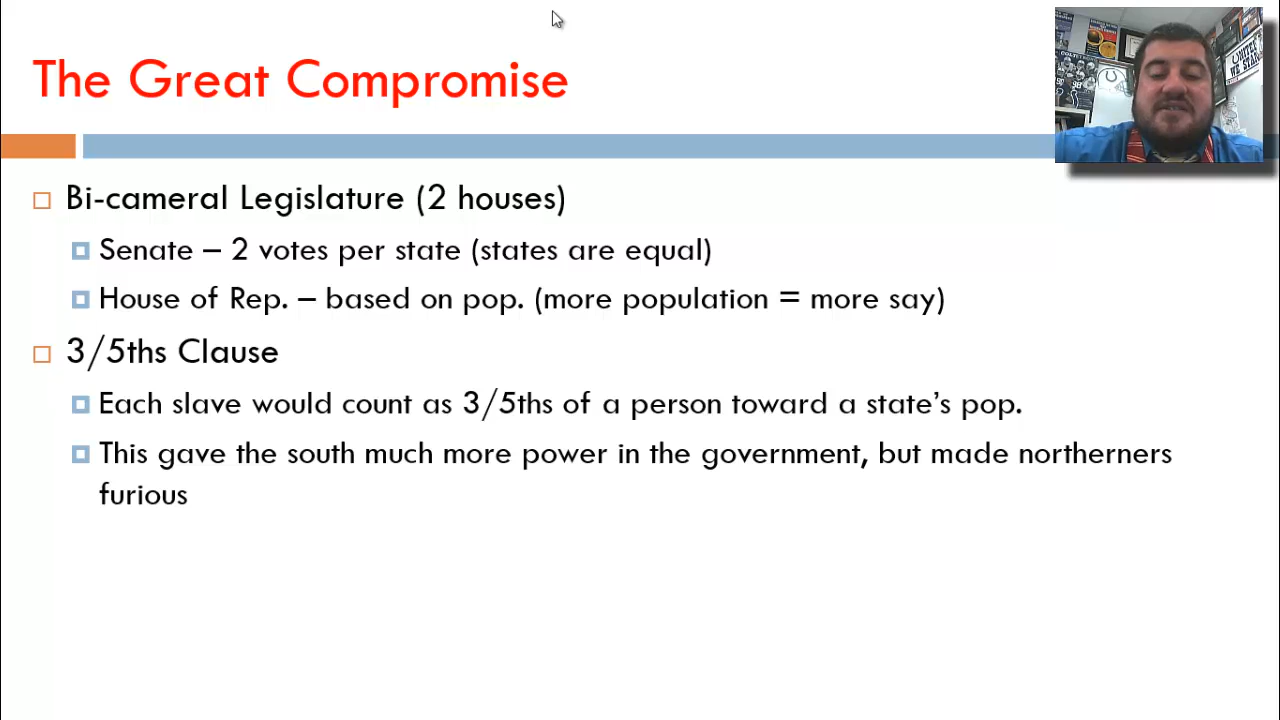 The Great Compromise
Bi-cameral Legislature (2 houses)
Senate – 2 votes per state (states are equal)
House of Rep. – based on pop. (more population = more say)
3/5ths Clause
Each slave would count as 3/5ths of a person toward a state's pop.
This gave the south much more power in the government, but made northerners
furious